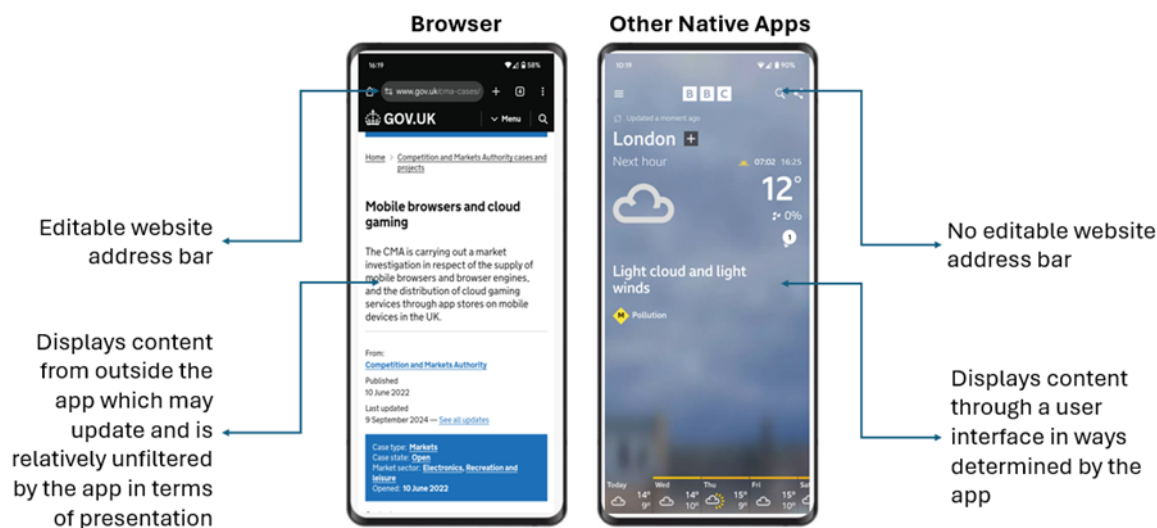 Browser
Other Native Apps
Editable website
address bar
Displays content
from outside the
app which may
update and is
relatively unfiltered
by the app in terms
of presentation
16:19
58%
www.gov.uk/cma-cases/
4
GOV.UK
Menu
Home > Competition and Markets Authority cases and
projects
Mobile browsers and cloud
gaming
The CMA is carrying out a market
investigation in respect of the supply of
mobile browsers and browser engines,
and the distribution of cloud gaming
services through app stores on mobile
devices in the UK.
From:
Competition and Markets Authority
Published
10 June 2022
Last updated
9 September 2024 — See all updates
Case type: Markets
Case state: Open
Market sector: Electronics, Recreation and
leisure
Opened: 10 June 2022
10:19
90%
BBC
Updated a moment ago
London +
Next hour
07:02 16:25
12°
0%
1
Light cloud and light
winds
M Pollution
Today Wed Thu Fri Sat
14° 14° 15° 15°
9° 10° 9° 10°
No editable website
address bar
Displays content
through a user
interface in ways
determined by the
app